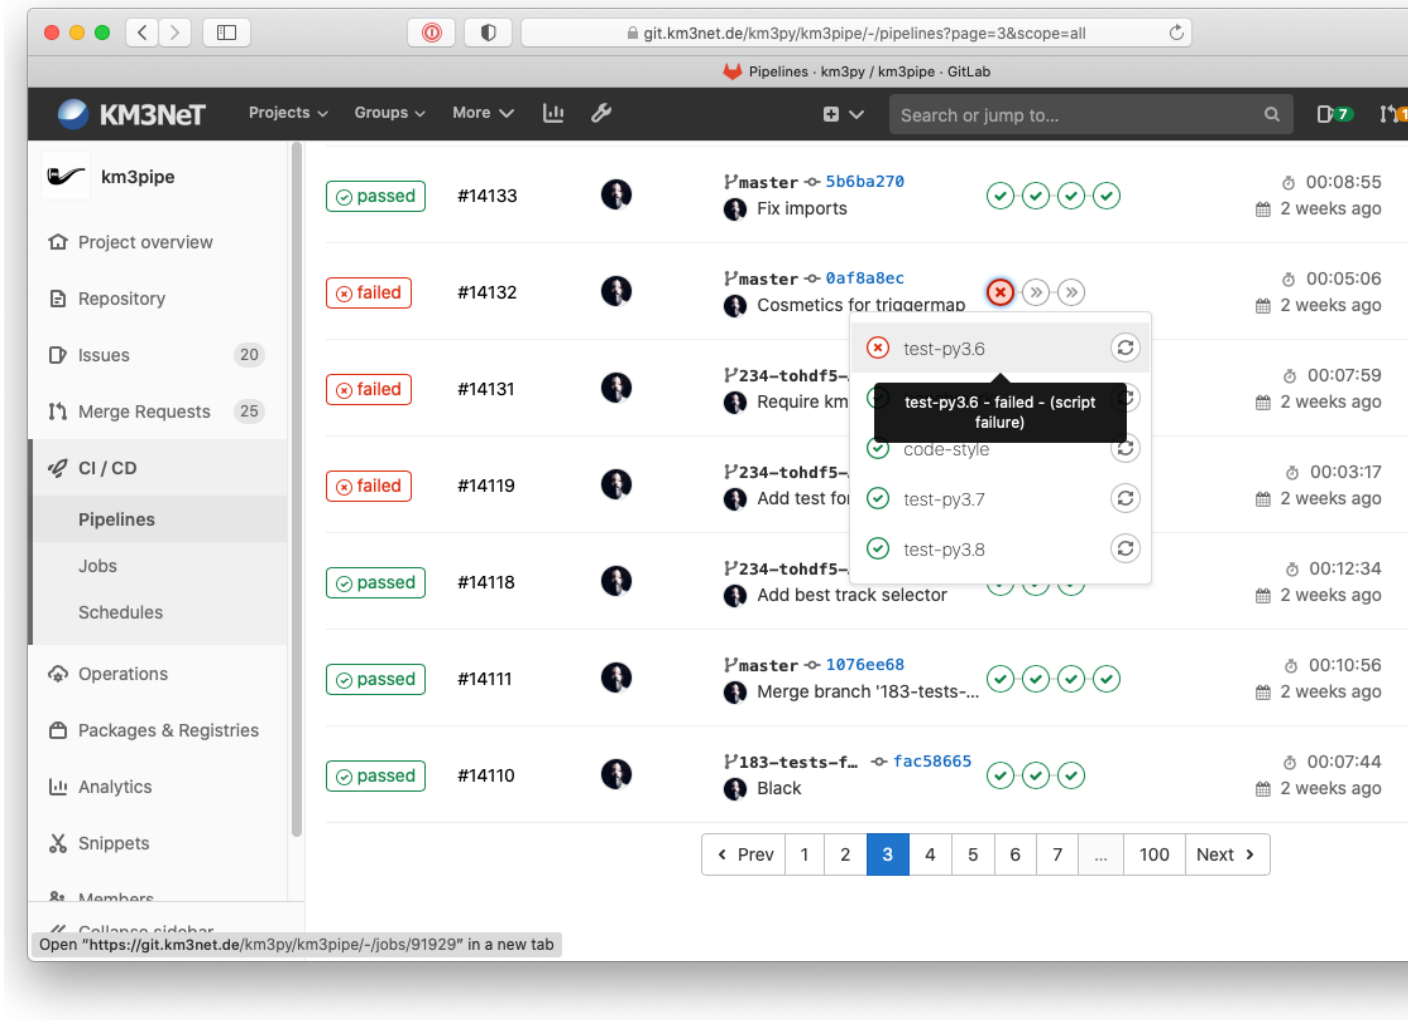 git.km3net.de/km3py/km3pipe/-/pipelines?page=3&scope=all
Pipelines · km3py / km3pipe · GitLab
KM3NeT Projects Groups More Search or jump to... 7 1
km3pipe
Project overview
Repository
Issues 20
Merge Requests 25
CI / CD
Pipelines
Jobs
Schedules
Operations
Packages & Registries
Analytics
Snippets
Members
Collapse sidebar
passed #14133 master 5b6ba270 00:08:55
Fix imports 2 weeks ago
failed #14132 master 0af8a8ec 00:05:06
Cosmetics for triggermap 2 weeks ago
failed #14131 234-tohdf5- 00:07:59
Require km 2 weeks ago
failed #14119 234-tohdf5- 00:03:17
Add test for 2 weeks ago
passed #14118 234-tohdf5- 00:12:34
Add best track selector 2 weeks ago
passed #14111 master 1076ee68 00:10:56
Merge branch '183-tests-... 2 weeks ago
passed #14110 183-tests-f… fac58665 00:07:44
Black 2 weeks ago
test-py3.6
test-py3.6 - failed - (script
failure)
code-style
test-py3.7
test-py3.8
Prev 1 2 3 4 5 6 7 ... 100 Next
Open "https://git.km3net.de/km3py/km3pipe/-/jobs/91929" in a new tab